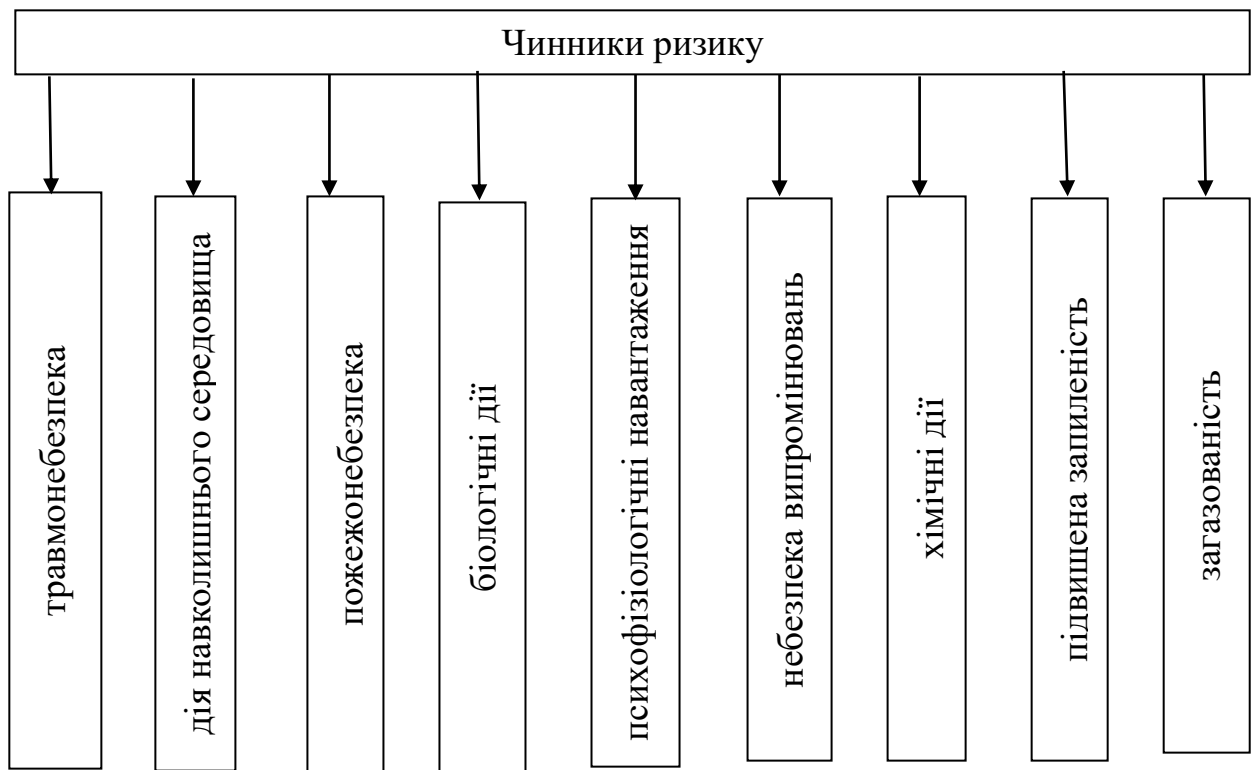 Чинники ризику
травмонебезпека
дія навколишнього середовища
пожежонебезпека
біологічні дії
психофізіологічні навантаження
небезпека випромінювань
хімічні дії
підвищена запиленість
загазованість